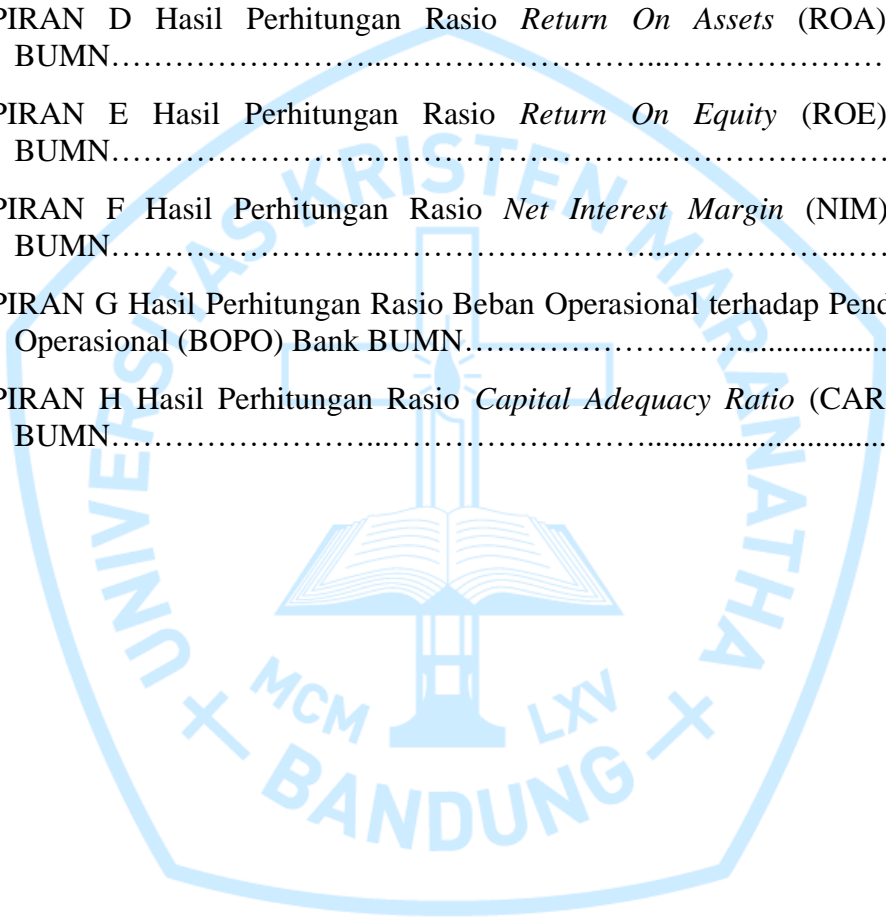 PIRAN D Hasil Perhitungan Rasio Return On Assets (ROA)
BUMN……………………...……………………...…………………
PIRAN E Hasil Perhitungan Rasio Return On Equity (ROE)
BUMN……………………...……………………...……………..…
PIRAN F Hasil Perhitungan Rasio Net Interest Margin (NIM)
BUMN……………………...……………………...……………..…
PIRAN G Hasil Perhitungan Rasio Beban Operasional terhadap Pend
Operasional (BOPO) Bank BUMN……………………….........................
PIRAN H Hasil Perhitungan Rasio Capital Adequacy Ratio (CAR
BUMN……………………...……………………....................................
UNIVERSITAS KRISTEN MARANATHA
MCM LXV
BANDUNG